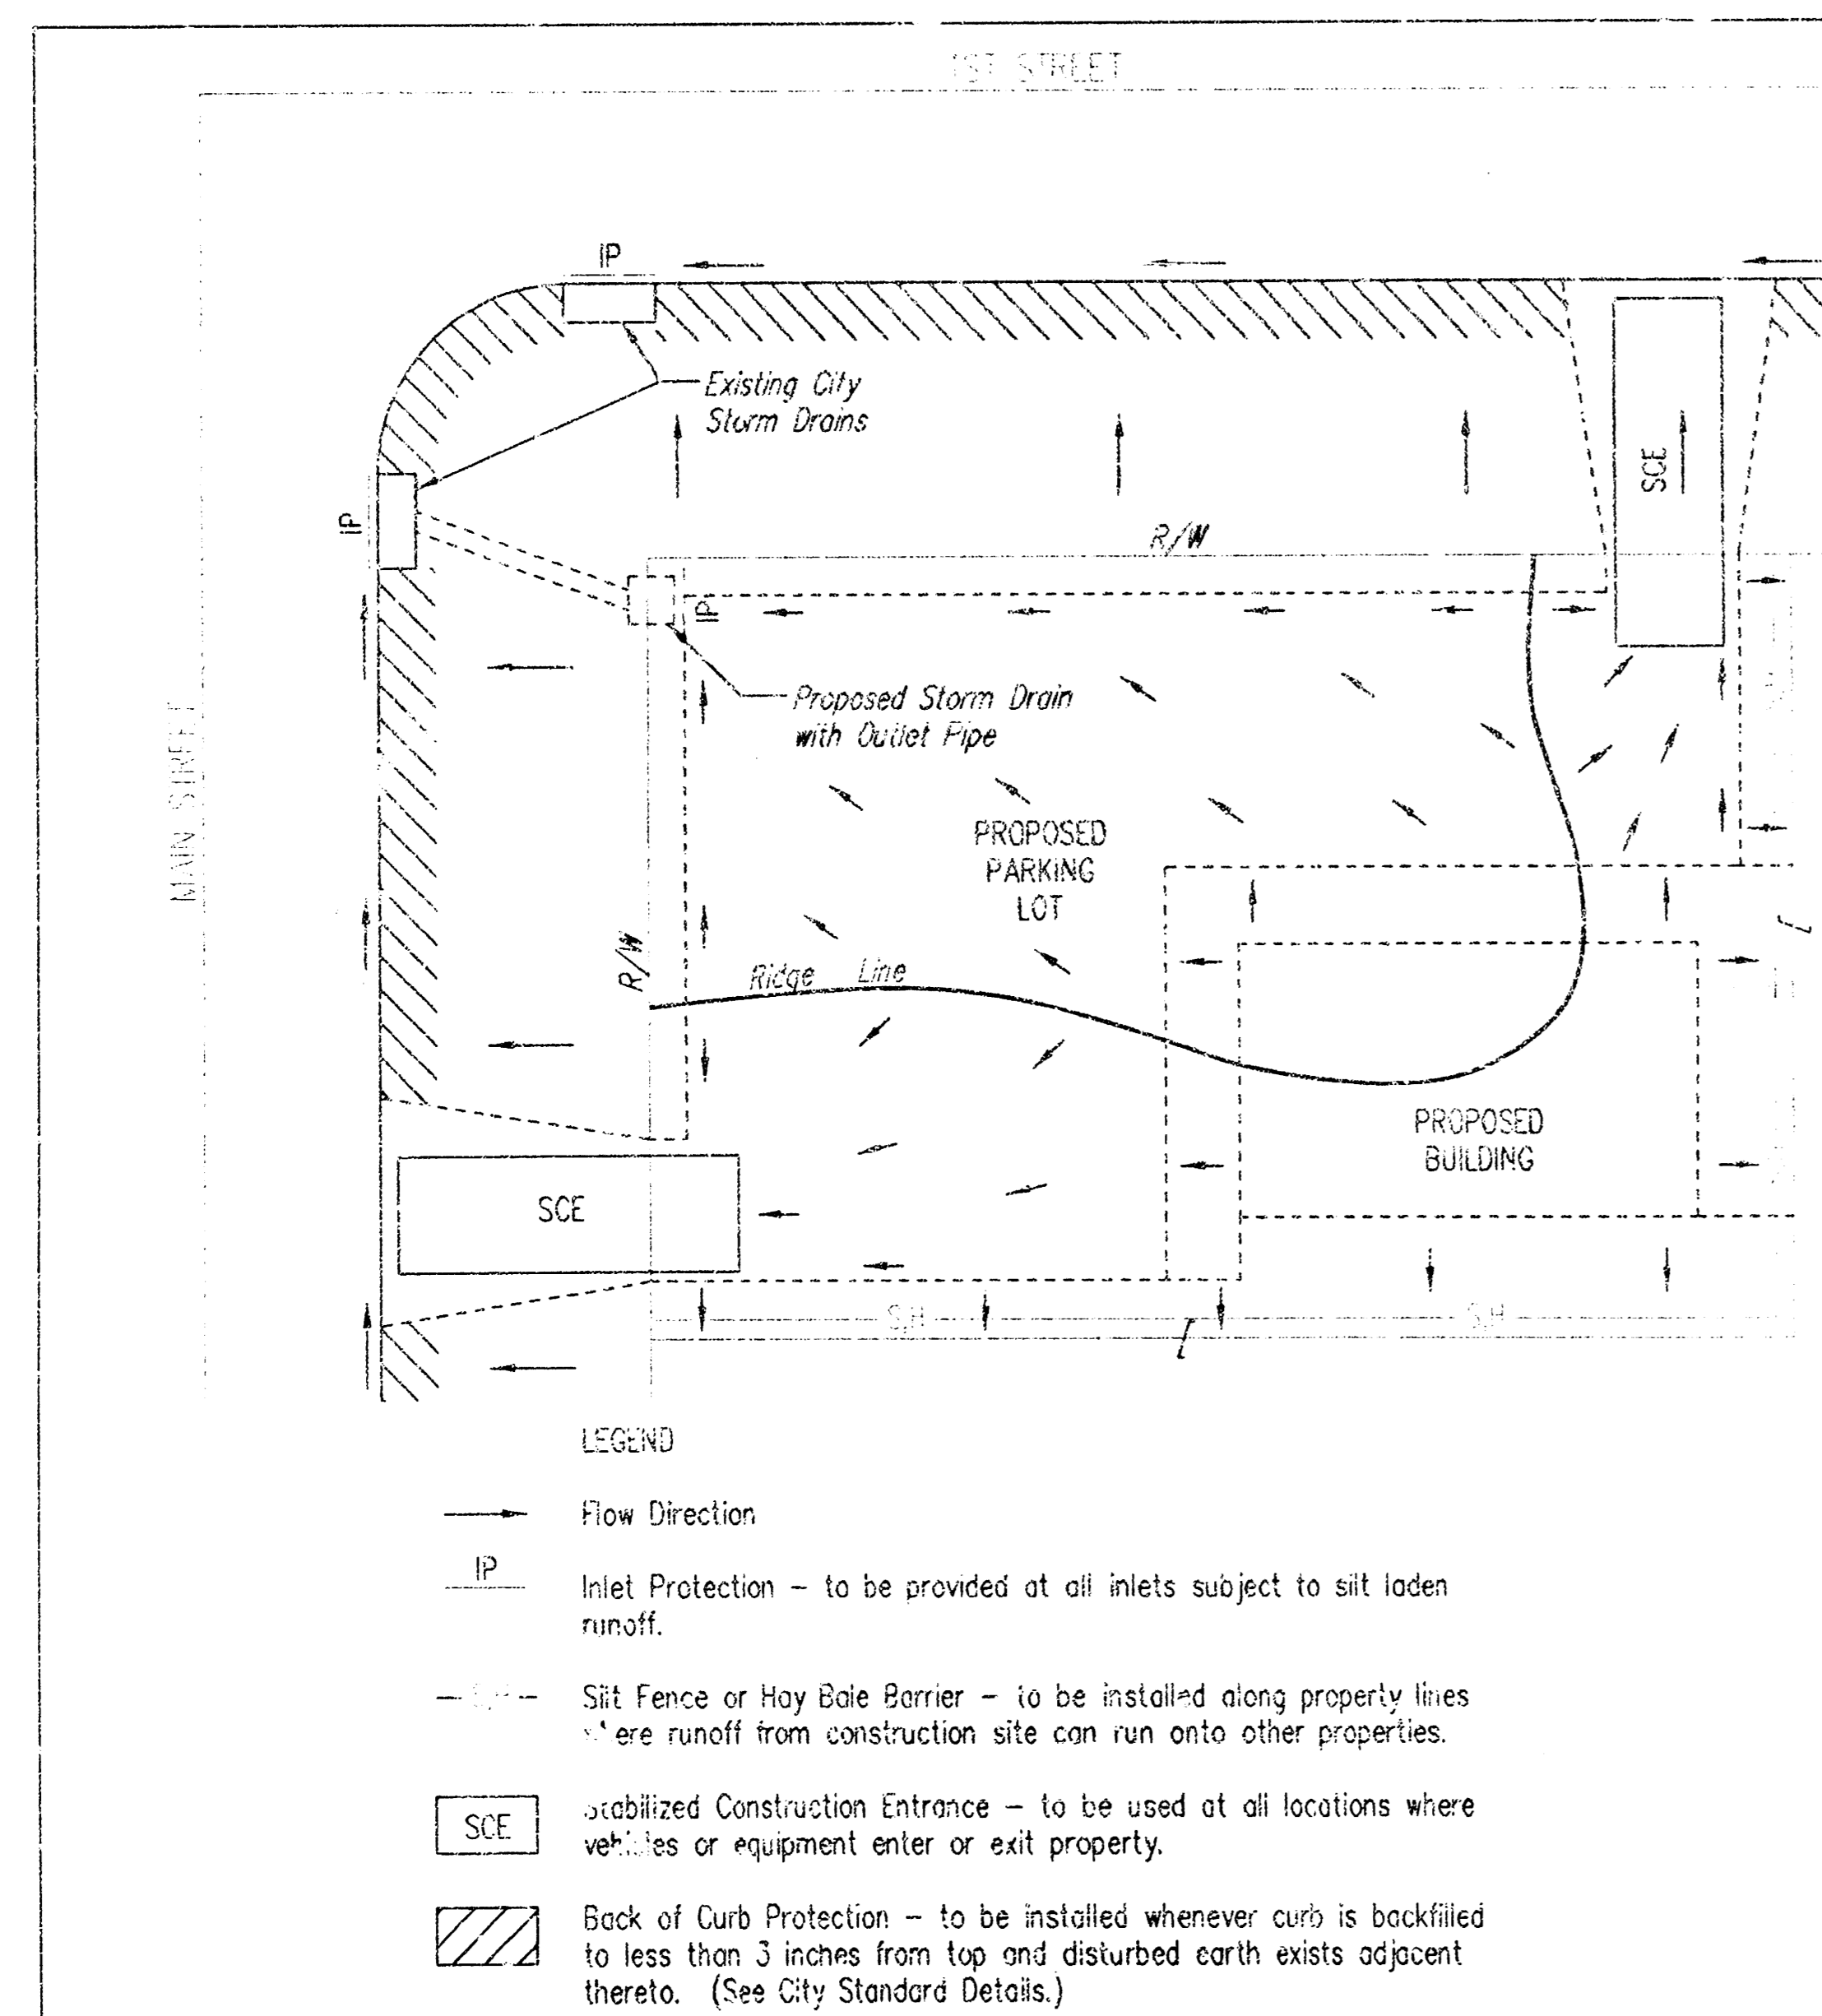 1ST STREET
IP
Existing City
Storm Drains
SCE
IP
R/W
IP
Proposed Storm Drain
with Outlet Pipe
MAIN STREET
PROPOSED
PARKING
LOT
R/W
Ridge Line
PROPOSED
BUILDING
SCE
S,H
S,H
LEGEND
Flow Direction
IP
Inlet Protection – to be provided at all inlets subject to silt laden
runoff.
Silt Fence or Hay Bale Barrier – to be installed along property lines
where runoff from construction site can run onto other properties.
SCE
Stabilized Construction Entrance – to be used at all locations where
vehicles or equipment enter or exit property.
Back of Curb Protection – to be installed whenever curb is backfilled
to less than 3 inches from top and disturbed earth exists adjacent
thereto. (See City Standard Details.)